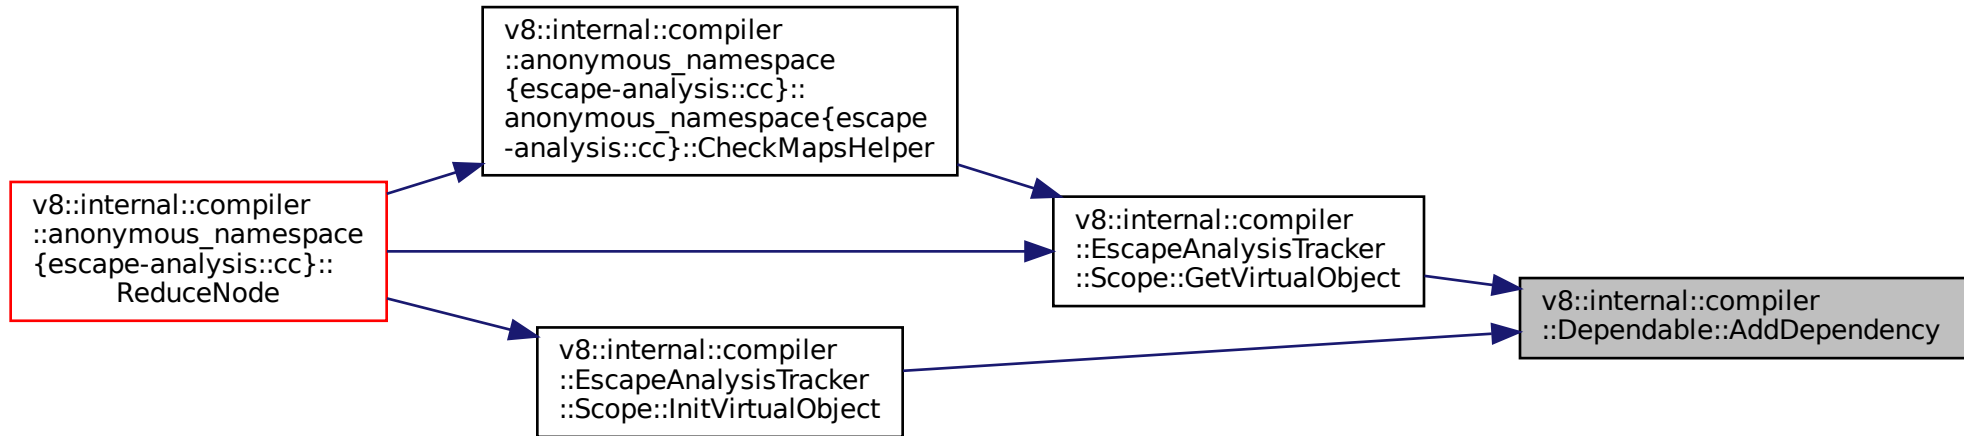 v8::internal::compiler
::anonymous_namespace
{escape-analysis::cc}::
ReduceNode
v8::internal::compiler
::anonymous_namespace
{escape-analysis::cc}::
anonymous_namespace{escape
-analysis::cc}::CheckMapsHelper
v8::internal::compiler
::EscapeAnalysisTracker
::Scope::InitVirtualObject
v8::internal::compiler
::EscapeAnalysisTracker
::Scope::GetVirtualObject
v8::internal::compiler
::Dependable::AddDependency